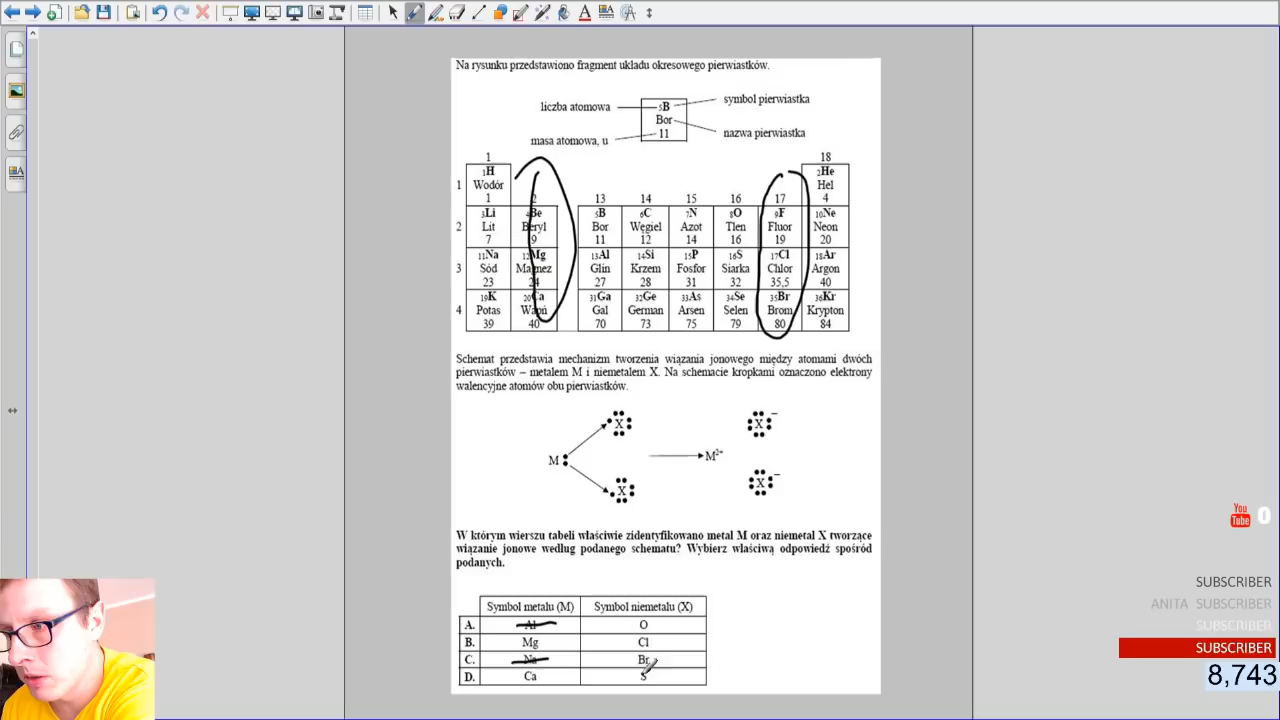 Na rysunku przedstawiono fragment układu okresowego pierwiastków.
liczba atomowa
5B
symbol pierwiastka
Bor
masa atomowa, u
11
nazwa pierwiastka
1 18
1H 2He
1 Wodór Hel
1 2 13 14 15 16 17 4
3Li 4Be 5B 6C 7N 8O 9F 10Ne
2 Lit Beryl Bor Węgiel Azot Tlen Fluor Neon
7 9 11 12 14 16 19 20
11Na 12Mg 13Al 14Si 15P 16S 17Cl 18Ar
3 Sód Magnez Glin Krzem Fosfor Siarka Chlor Argon
23 24 27 28 31 32 35,5 40
19K 20Ca 31Ga 32Ge 33As 34Se 35Br 36Kr
4 Potas Wapń Gal German Arsen Selen Brom Krypton
39 40 70 73 75 79 80 84
Schemat przedstawia mechanizm tworzenia wiązania jonowego między atomami dwóch
pierwiastków – metalem M i niemetalem X. Na schemacie kropkami oznaczono elektrony
walencyjne atomów obu pierwiastków.
X X−
M M2+
X X−
W którym wierszu tabeli właściwie zidentyfikowano metal M oraz niemetal X tworzące
wiązanie jonowe według podanego schematu? Wybierz właściwą odpowiedź spośród
podanych.
Symbol metalu (M) Symbol niemetalu (X)
A. Al O
B. Mg Cl
C. Na Br
D. Ca S
You
Tube 0
SUBSCRIBER
ANITA SUBSCRIBER
SUBSCRIBER
SUBSCRIBER
8,743